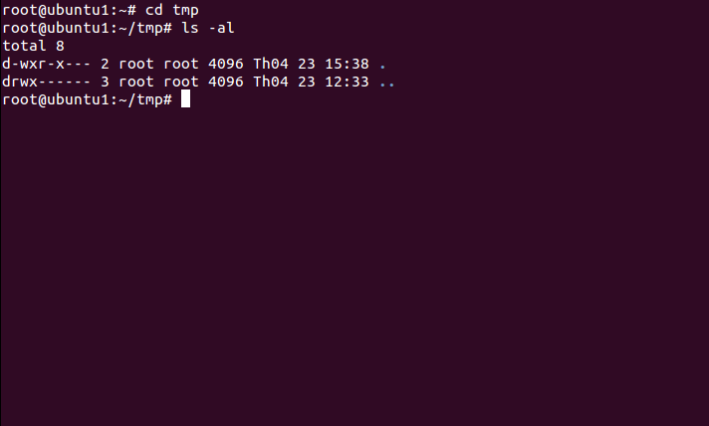 root@ubuntu1:~# cd tmp
root@ubuntu1:~/tmp# ls -al
total 8
d-wxr-x--- 2 root root 4096 Th04 23 15:38 .
drwx------ 3 root root 4096 Th04 23 12:33 ..
root@ubuntu1:~/tmp#